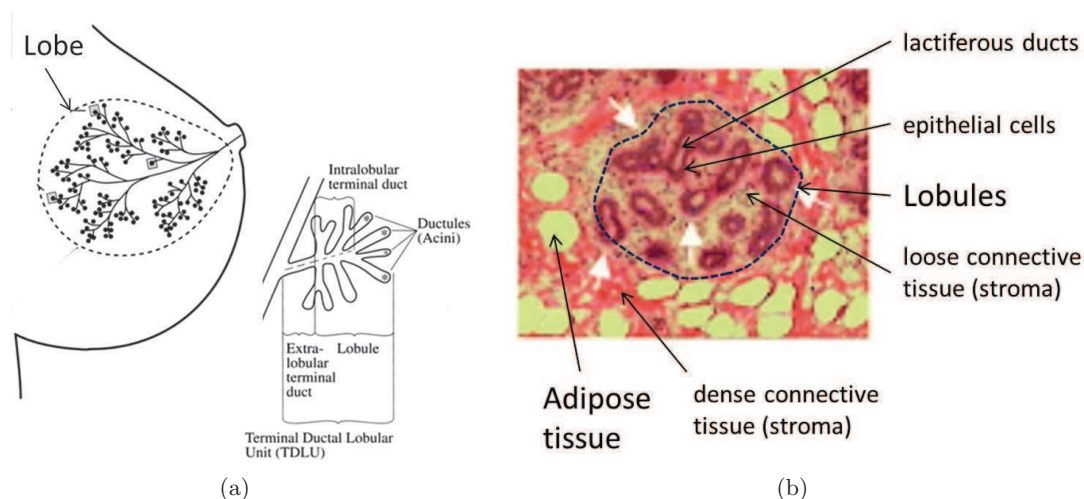 Lobe
Intralobular
terminal duct
Ductules
(Acini)
Extra-
lobular
terminal
duct
Lobule
Terminal Ductal Lobular
Unit (TDLU)
(a)
lactiferous ducts
epithelial cells
Lobules
loose connective
tissue (stroma)
Adipose
tissue
dense connective
tissue (stroma)
(b)